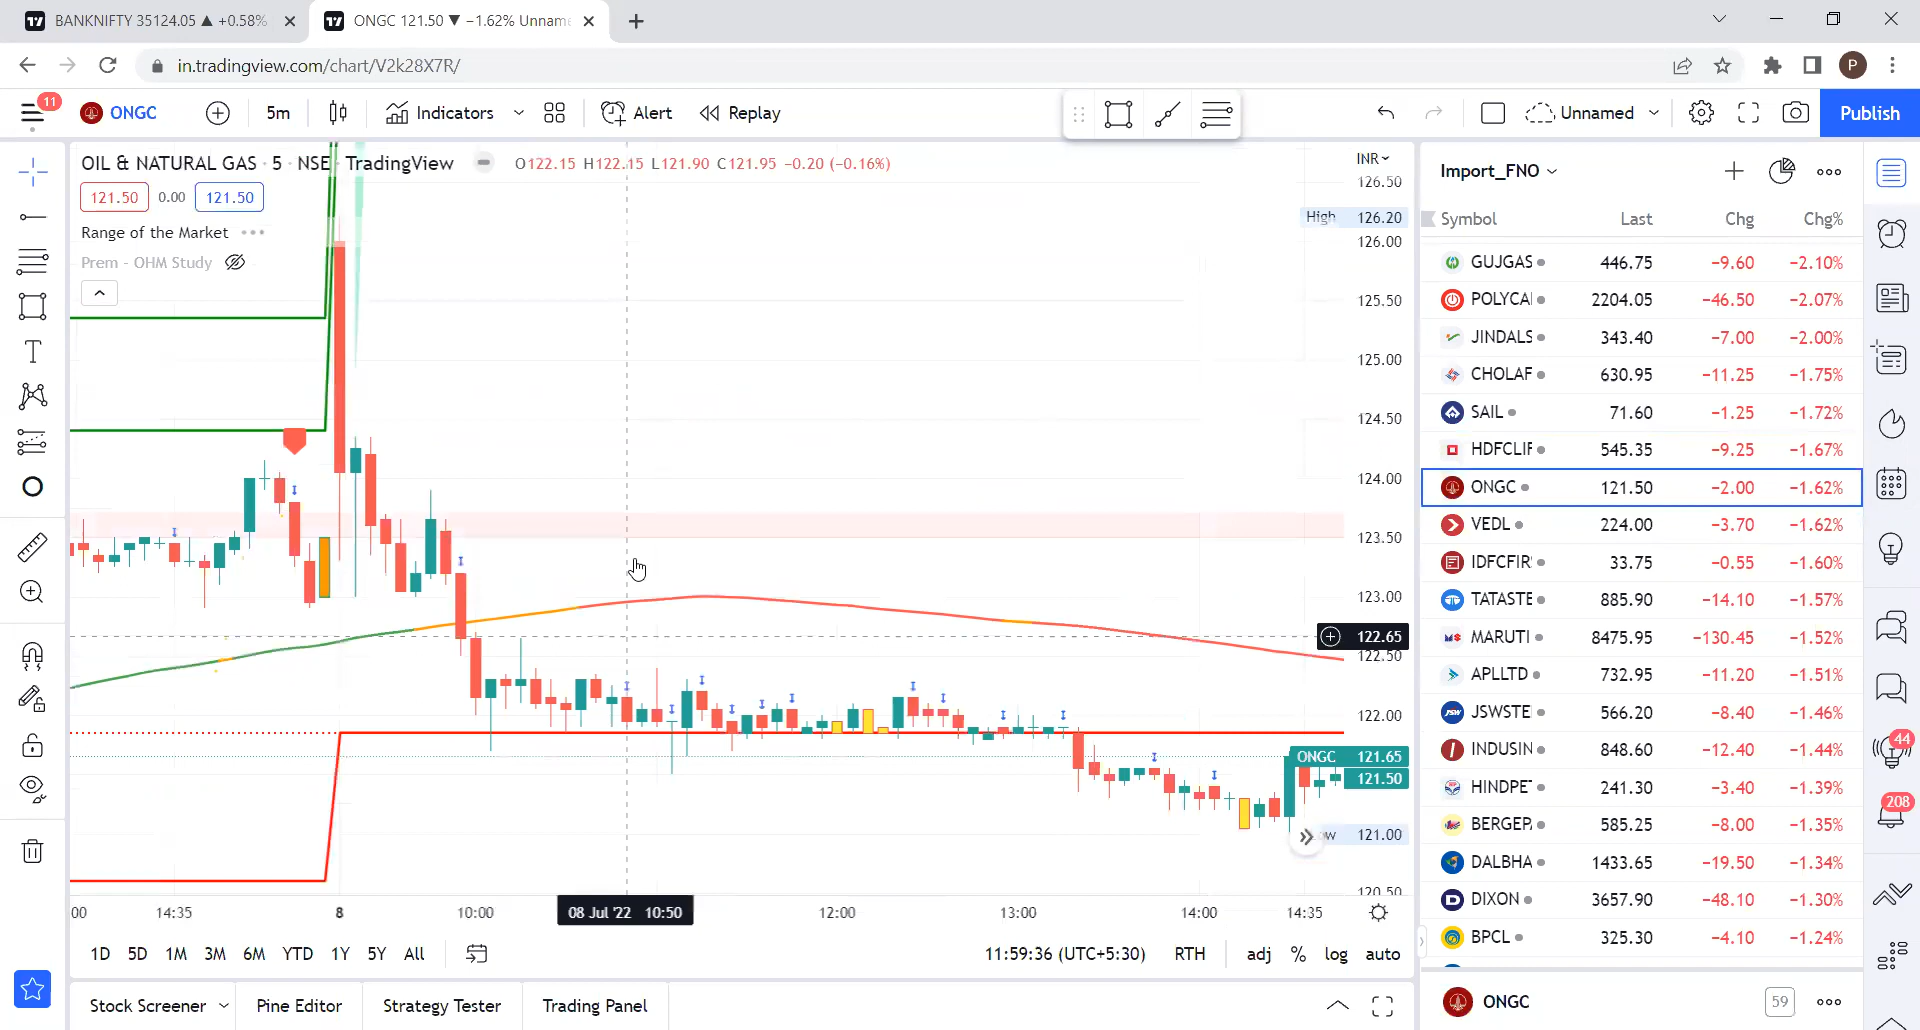 BANKNIFTY 35124.05 ▲ +0.58%
ONGC 121.50 ▼ −1.62% Unnam
in.tradingview.com/chart/V2k28X7R/
P
11
ONGC
5m
Indicators
Alert
Replay
Unnamed
Publish
OIL & NATURAL GAS · 5 · NSE TradingView
O122.15 H122.15 L121.90 C121.95 −0.20 (−0.16%)
121.50 0.00 121.50
Range of the Market
Prem - OHM Study
INR
126.50
High 126.20
126.00
125.50
125.00
124.50
124.00
123.50
123.00
122.65
122.50
122.00
ONGC 121.65
121.50
121.00
120.50
:00 14:35 8 10:00 08 Jul '22 10:50 12:00 13:00 14:00 14:35
1D 5D 1M 3M 6M YTD 1Y 5Y All
11:59:36 (UTC+5:30) RTH adj % log auto
Stock Screener Pine Editor Strategy Tester Trading Panel
Import_FNO
Symbol Last Chg Chg%
GUJGAS 446.75 −9.60 −2.10%
POLYCA 2204.05 −46.50 −2.07%
JINDALS 343.40 −7.00 −2.00%
CHOLAF 630.95 −11.25 −1.75%
SAIL 71.60 −1.25 −1.72%
HDFCLIF 545.35 −9.25 −1.67%
ONGC 121.50 −2.00 −1.62%
VEDL 224.00 −3.70 −1.62%
IDFCFIR 33.75 −0.55 −1.60%
TATASTE 885.90 −14.10 −1.57%
MARUTI 8475.95 −130.45 −1.52%
APLLTD 732.95 −11.20 −1.51%
JSWSTE 566.20 −8.40 −1.46%
INDUSIN 848.60 −12.40 −1.44%
HINDPET 241.30 −3.40 −1.39%
BERGEPA 585.25 −8.00 −1.35%
DALBHA 1433.65 −19.50 −1.34%
DIXON 3657.90 −48.10 −1.30%
BPCL 325.30 −4.10 −1.24%
ONGC 59
44
208